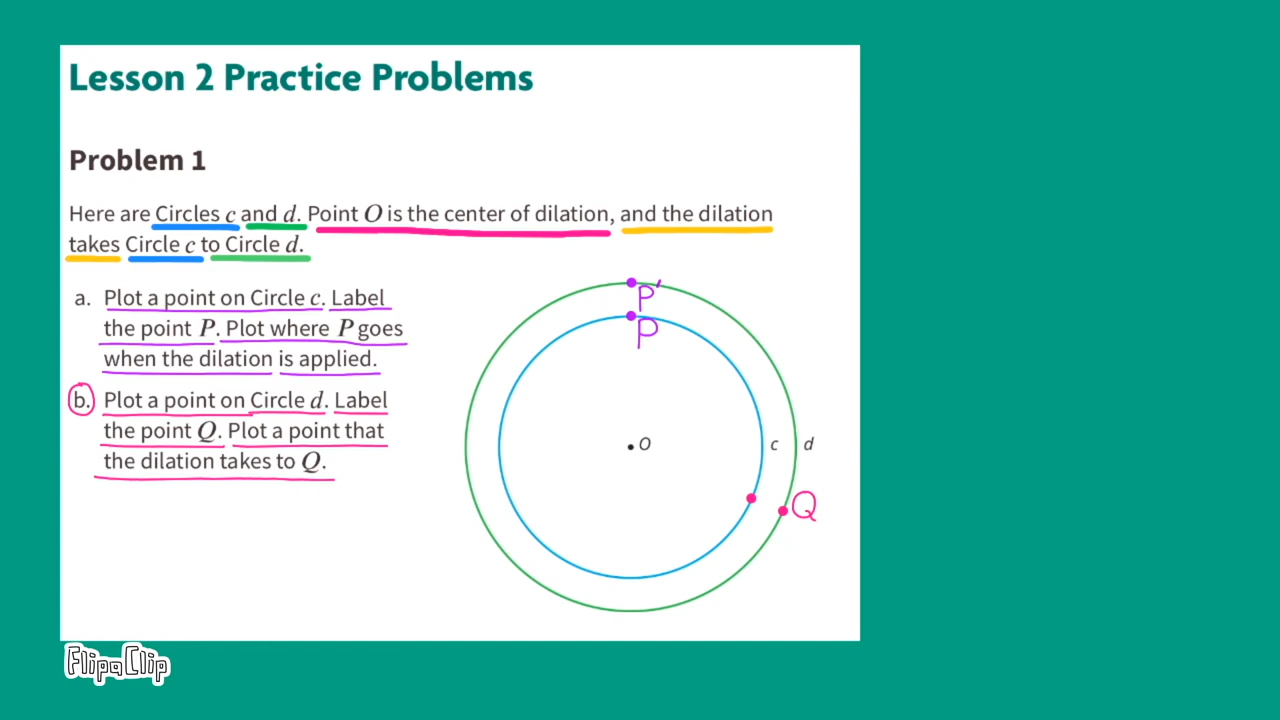 Lesson 2 Practice Problems
Problem 1
Here are Circles c and d. Point O is the center of dilation, and the dilation
takes Circle c to Circle d.
a. Plot a point on Circle c. Label
the point P. Plot where P goes
when the dilation is applied.
b. Plot a point on Circle d. Label
the point Q. Plot a point that
the dilation takes to Q.
P'
P
O
c d
Q
FlipaClip